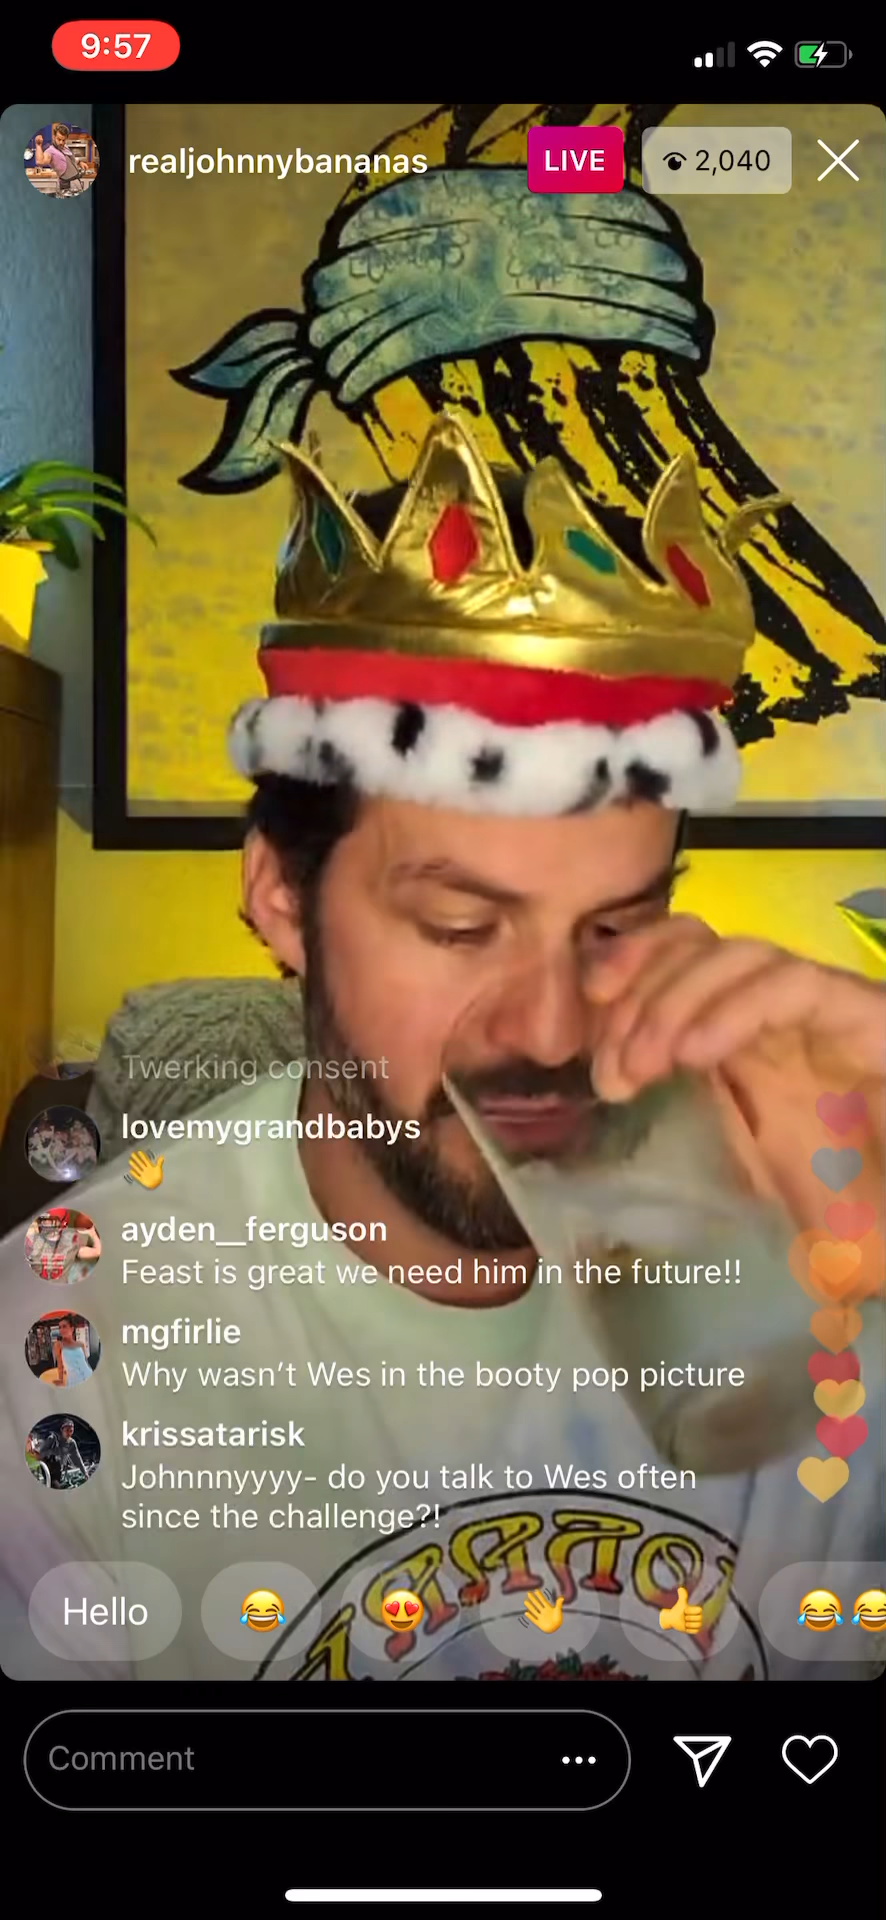 9:57
realjohnnybananas
LIVE
2,040
Twerking consent
lovemygrandbabys
👋
ayden__ferguson
Feast is great we need him in the future!!
mgfirlie
Why wasn't Wes in the booty pop picture
krissatarisk
Johnnnyyyy- do you talk to Wes often
since the challenge?!
Hello
😂
😍
👋
👍
😂😂
Comment